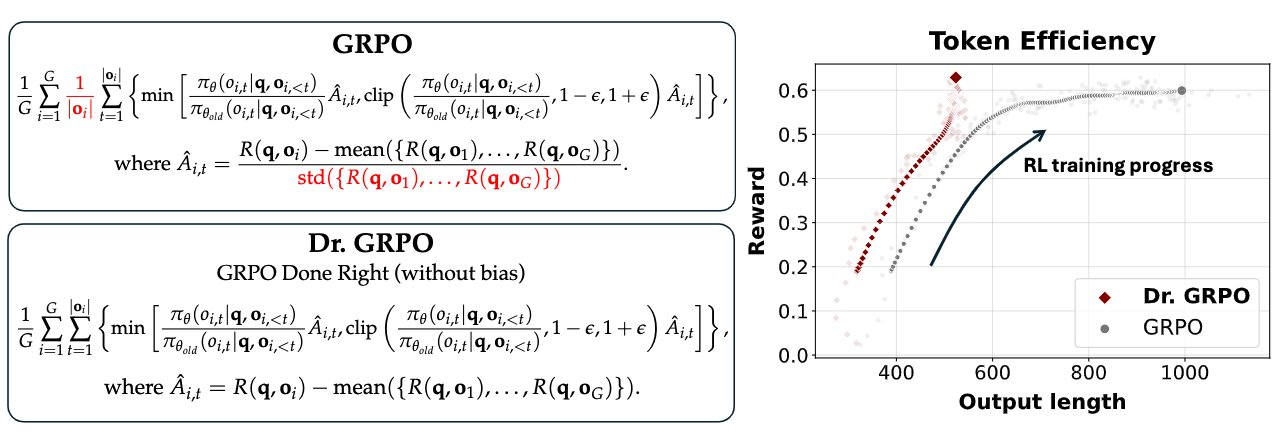 GRPO
\frac{1}{G} \sum_{i=1}^{G} \frac{1}{|\mathbf{o}_i|} \sum_{t=1}^{|\mathbf{o}_i|} \left\{ \min \left[ \frac{\pi_\theta(o_{i,t}|\mathbf{q}, \mathbf{o}_{i,<t})}{\pi_{\theta_{old}}(o_{i,t}|\mathbf{q}, \mathbf{o}_{i,<t})} \hat{A}_{i,t}, \text{clip} \left( \frac{\pi_\theta(o_{i,t}|\mathbf{q}, \mathbf{o}_{i,<t})}{\pi_{\theta_{old}}(o_{i,t}|\mathbf{q}, \mathbf{o}_{i,<t})}, 1 - \epsilon, 1 + \epsilon \right) \hat{A}_{i,t} \right] \right\},
where \hat{A}_{i,t} = \frac{R(\mathbf{q}, \mathbf{o}_i) - \text{mean}(\{R(\mathbf{q}, \mathbf{o}_1), \dots, R(\mathbf{q}, \mathbf{o}_G)\})}{\text{std}(\{R(\mathbf{q}, \mathbf{o}_1), \dots, R(\mathbf{q}, \mathbf{o}_G)\})}.
Dr. GRPO
GRPO Done Right (without bias)
\frac{1}{G} \sum_{i=1}^{G} \sum_{t=1}^{|\mathbf{o}_i|} \left\{ \min \left[ \frac{\pi_\theta(o_{i,t}|\mathbf{q}, \mathbf{o}_{i,<t})}{\pi_{\theta_{old}}(o_{i,t}|\mathbf{q}, \mathbf{o}_{i,<t})} \hat{A}_{i,t}, \text{clip} \left( \frac{\pi_\theta(o_{i,t}|\mathbf{q}, \mathbf{o}_{i,<t})}{\pi_{\theta_{old}}(o_{i,t}|\mathbf{q}, \mathbf{o}_{i,<t})}, 1 - \epsilon, 1 + \epsilon \right) \hat{A}_{i,t} \right] \right\},
where \hat{A}_{i,t} = R(\mathbf{q}, \mathbf{o}_i) - \text{mean}(\{R(\mathbf{q}, \mathbf{o}_1), \dots, R(\mathbf{q}, \mathbf{o}_G)\}).
Token Efficiency
Reward
0.6
0.5
0.4
0.3
0.2
0.1
0.0
RL training progress
Dr. GRPO
GRPO
400 600 800 1000
Output length